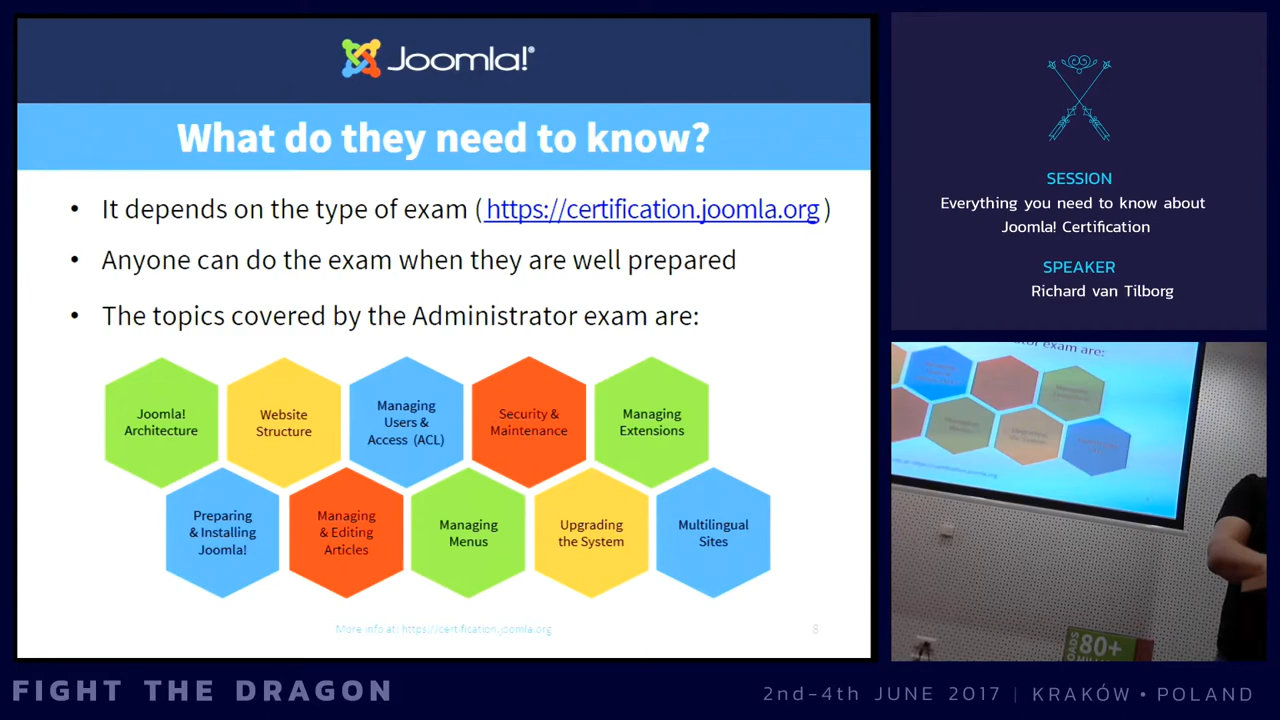 Joomla!®
What do they need to know?
• It depends on the type of exam ( https://certification.joomla.org )
• Anyone can do the exam when they are well prepared
• The topics covered by the Administrator exam are:
Joomla!
Architecture
Website
Structure
Managing
Users &
Access (ACL)
Security &
Maintenance
Managing
Extensions
Preparing
& Installing
Joomla!
Managing
& Editing
Articles
Managing
Menus
Upgrading
the System
Multilingual
Sites
More info at: https://certification.joomla.org
8
SESSION
Everything you need to know about
Joomla! Certification
SPEAKER
Richard van Tilborg
exam are:
80+
FIGHT THE DRAGON
2nd-4th JUNE 2017 | KRAKÓW • POLAND